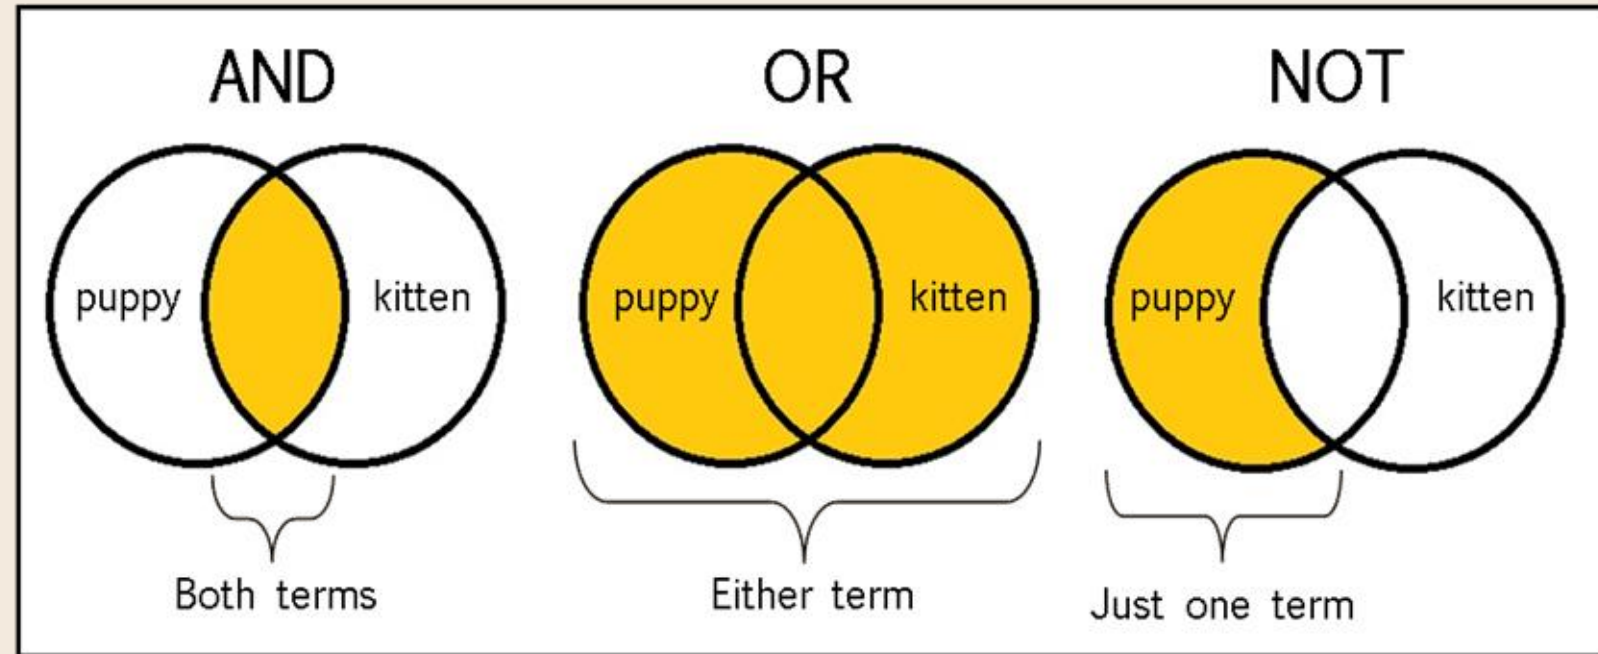 AND
puppy
kitten
Both terms
OR
puppy
kitten
Either term
NOT
puppy
kitten
Just one term